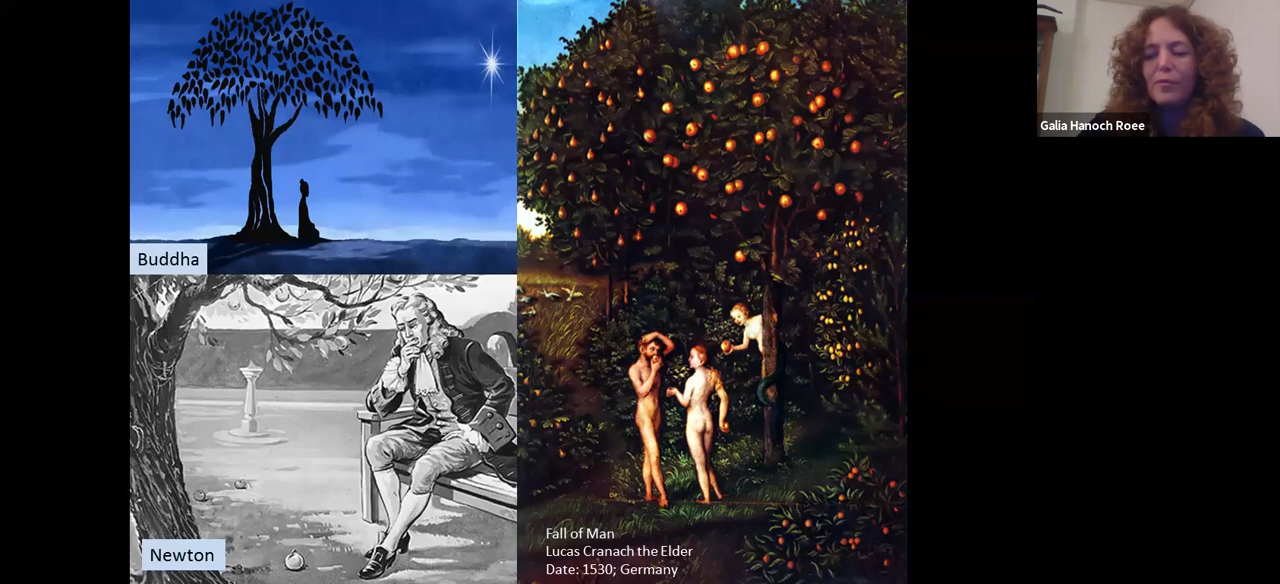 Buddha
Newton
Fall of Man
Lucas Cranach the Elder
Date: 1530; Germany
Galia Hanoch Roee